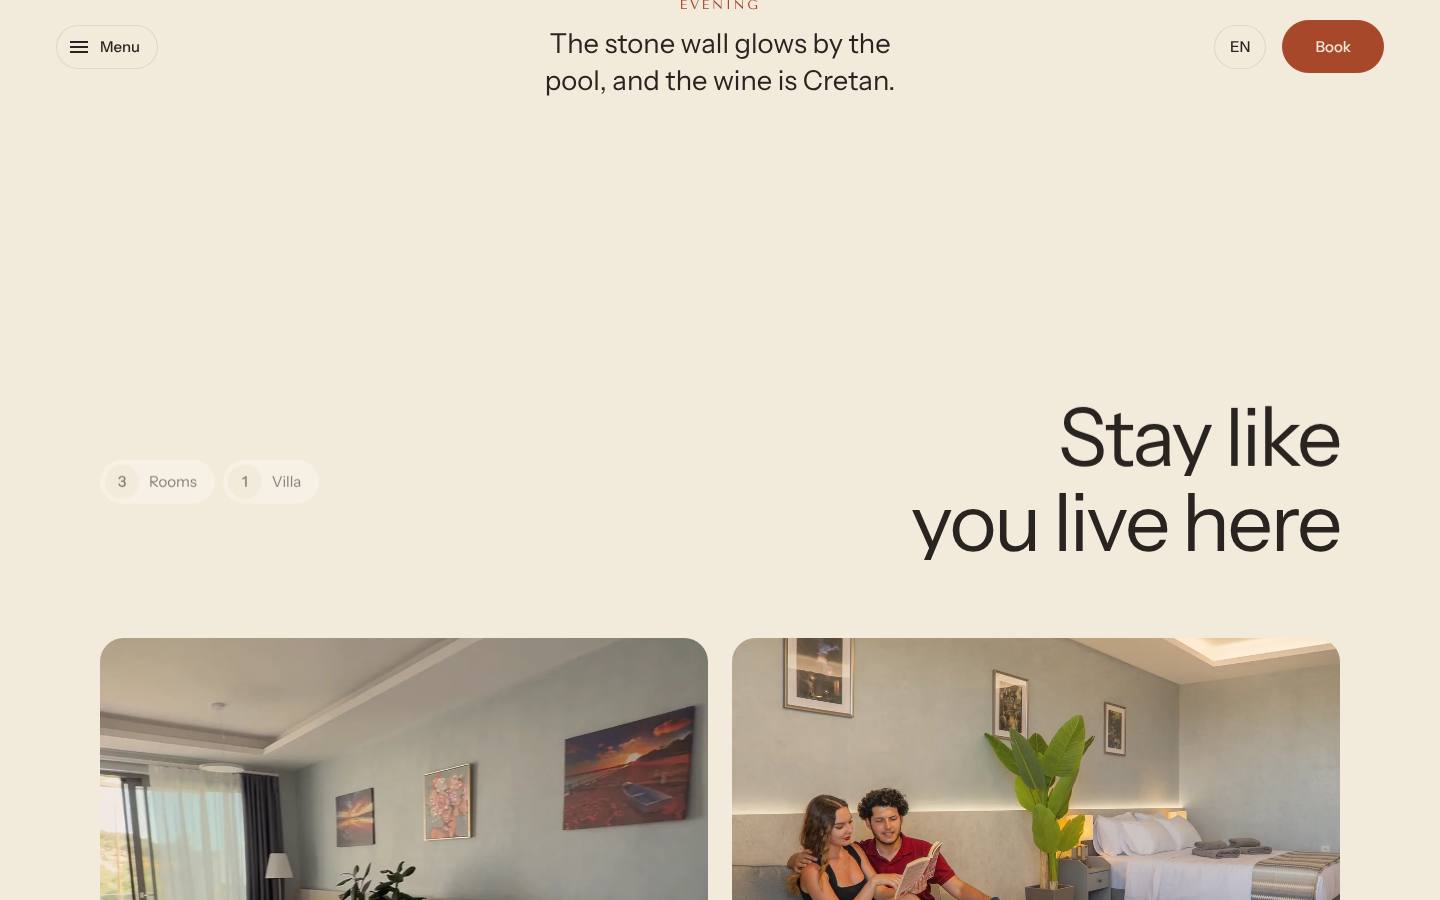 EVENING
The stone wall glows by the
pool, and the wine is Cretan.
Menu
EN
Book
Stay like
you live here
3 Rooms
1 Villa